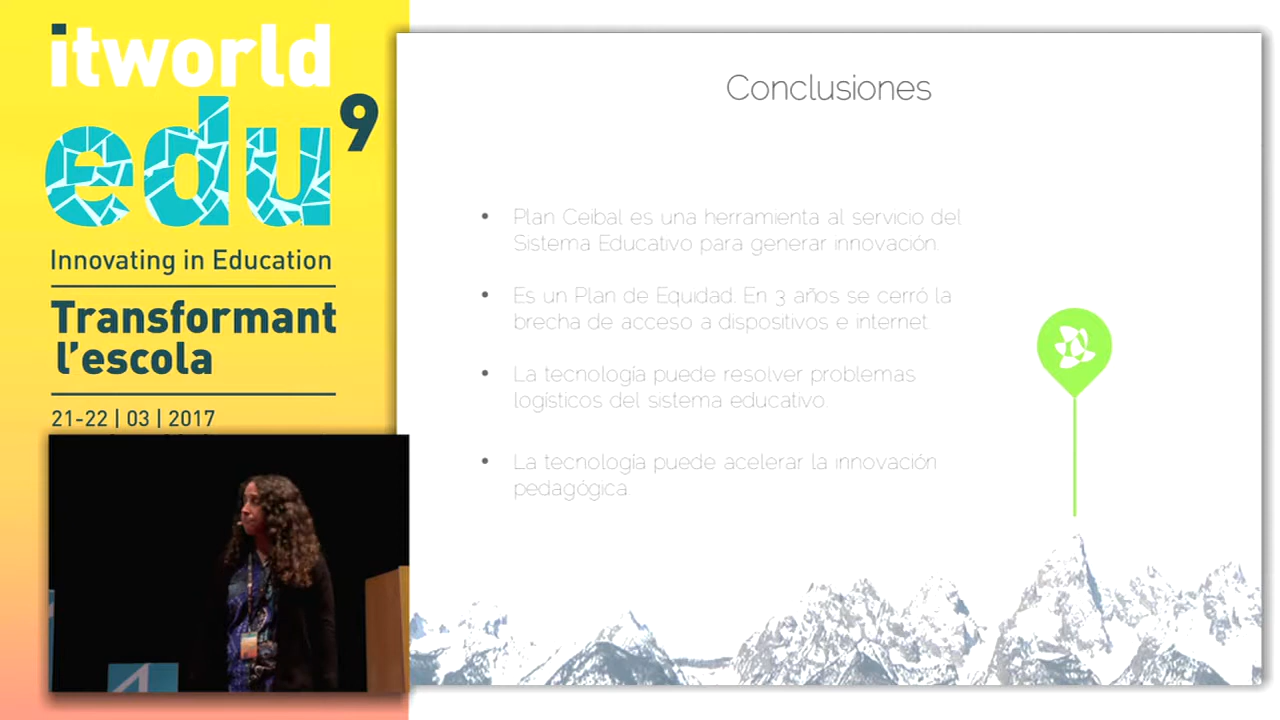 itworld
edu9
Innovating in Education
Transformant
l'escola
21-22 | 03 | 2017
Conclusiones
• Plan Ceibal es una herramienta al servicio del
Sistema Educativo para generar innovación.
• Es un Plan de Equidad. En 3 años se cerró la
brecha de acceso a dispositivos e internet.
• La tecnología puede resolver problemas
logísticos del sistema educativo.
• La tecnología puede acelerar la innovación
pedagógica